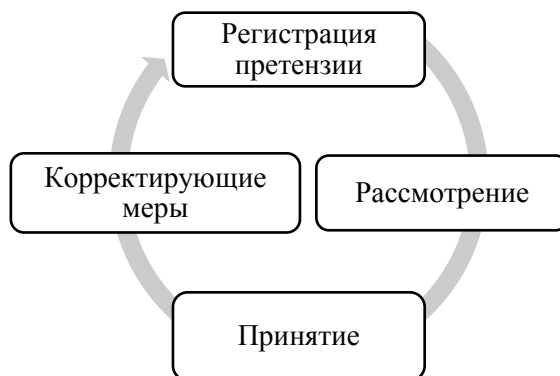 Регистрация
претензии
Рассмотрение
Принятие
Корректирующие
меры